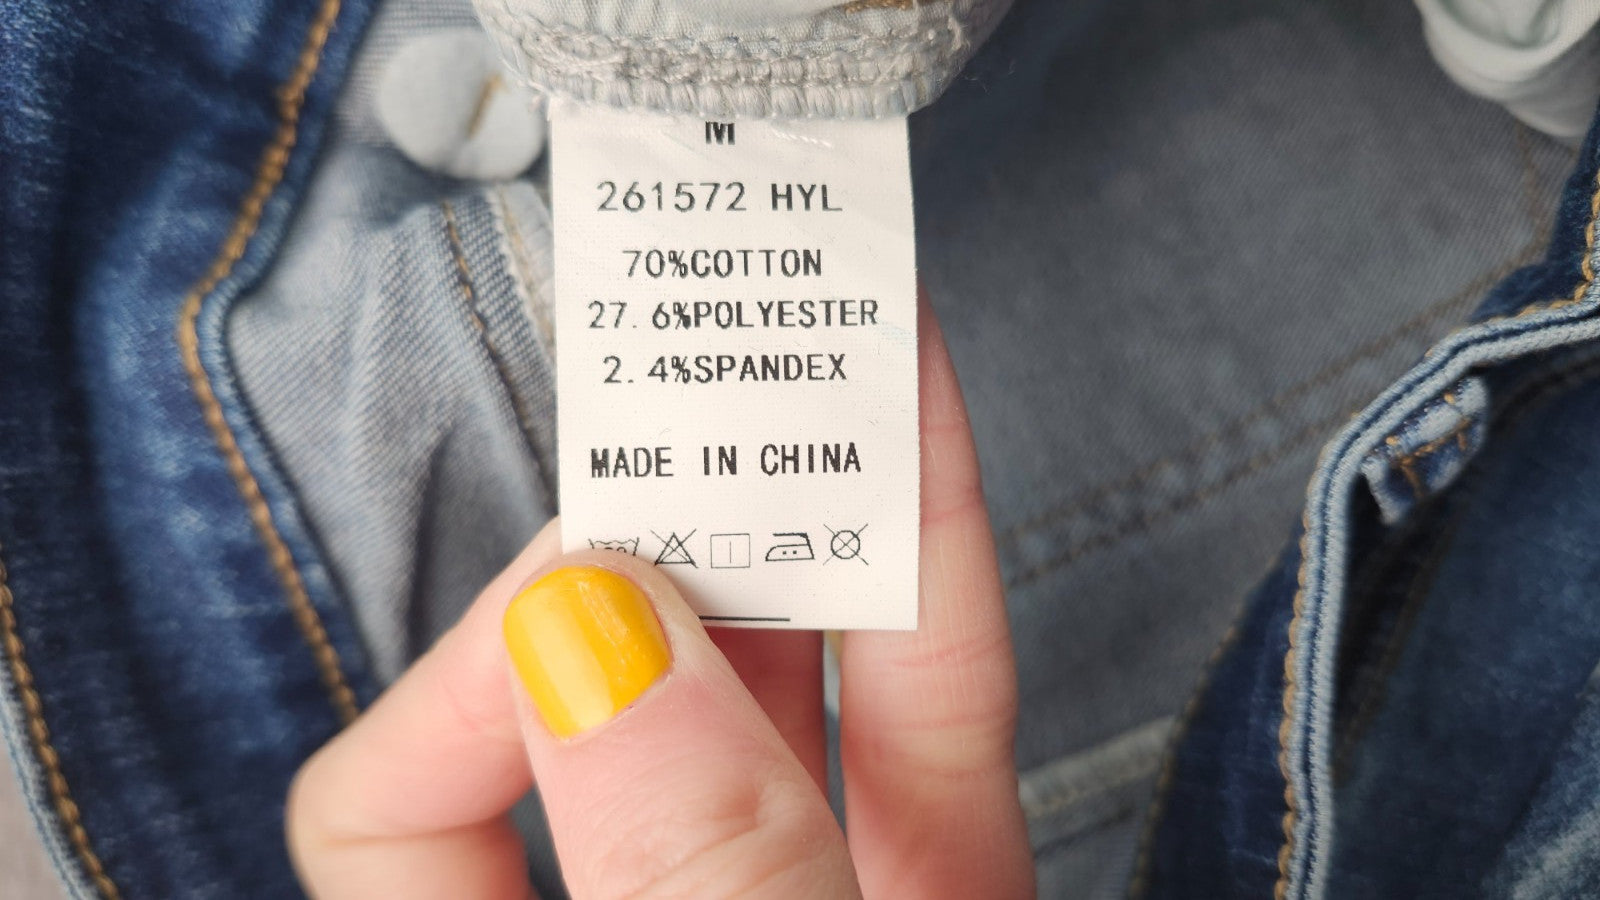 M
261572 HYL
70%COTTON
27.6%POLYESTER
2.4%SPANDEX
MADE IN CHINA